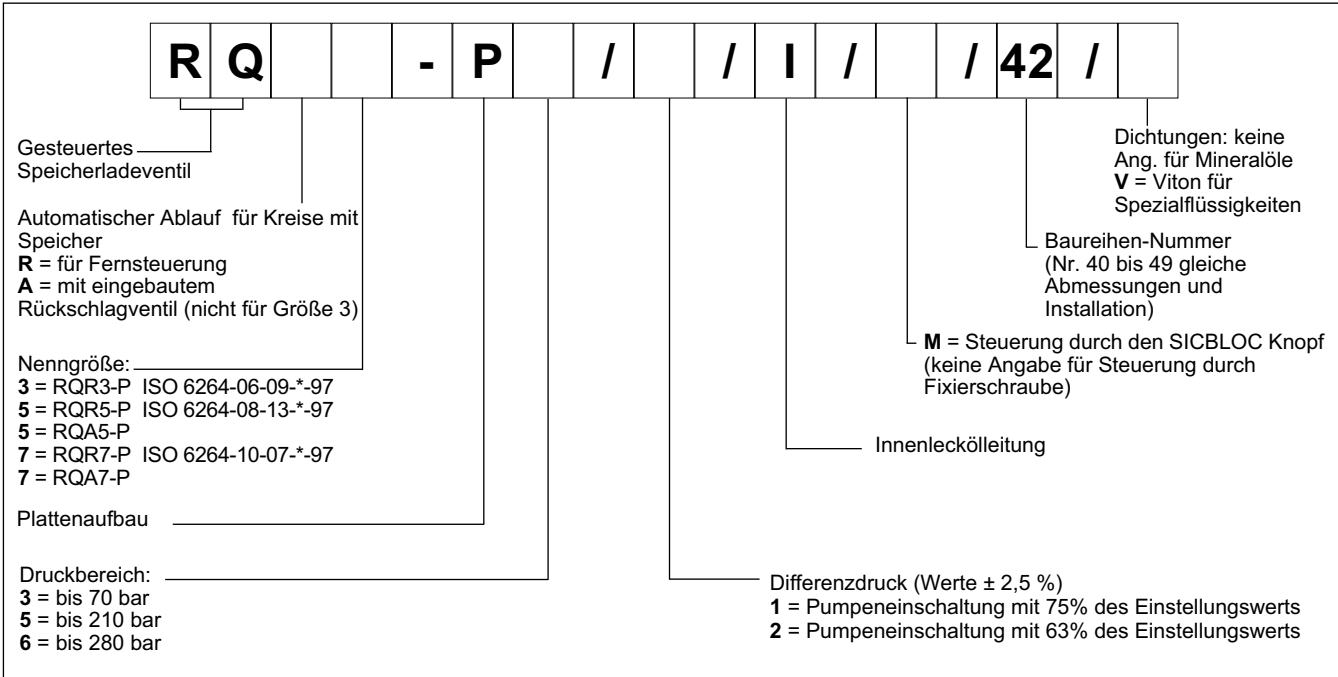 R Q - P / / I / / 42 /
Gesteuertes
Speicherladeventil
Automatischer Ablauf für Kreise mit
Speicher
R = für Fernsteuerung
A = mit eingebautem
Rückschlagventil (nicht für Größe 3)
Nenngröße:
3 = RQR3-P ISO 6264-06-09-*-97
5 = RQR5-P ISO 6264-08-13-*-97
5 = RQA5-P
7 = RQR7-P ISO 6264-10-07-*-97
7 = RQA7-P
Plattenaufbau
Druckbereich:
3 = bis 70 bar
5 = bis 210 bar
6 = bis 280 bar
Dichtungen: keine
Ang. für Mineralöle
V = Viton für
Spezialflüssigkeiten
Baureihen-Nummer
(Nr. 40 bis 49 gleiche
Abmessungen und
Installation)
M = Steuerung durch den SICBLOC Knopf
(keine Angabe für Steuerung durch
Fixierschraube)
Innenleckölleitung
Differenzdruck (Werte ± 2,5 %)
1 = Pumpeneinschaltung mit 75% des Einstellungswerts
2 = Pumpeneinschaltung mit 63% des Einstellungswerts